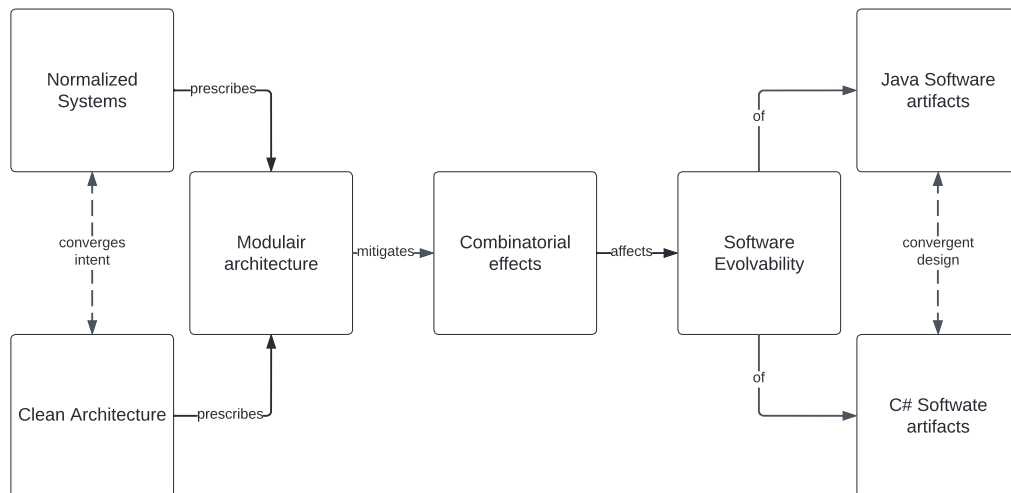 Normalized
Systems
prescribes
Java Software
artifacts
of
converges
intent
Modulair
architecture
mitigates
Combinatorial
effects
affects
Software
Evolvability
convergent
design
of
Clean Architecture
prescribes
C# Softwate
artifacts